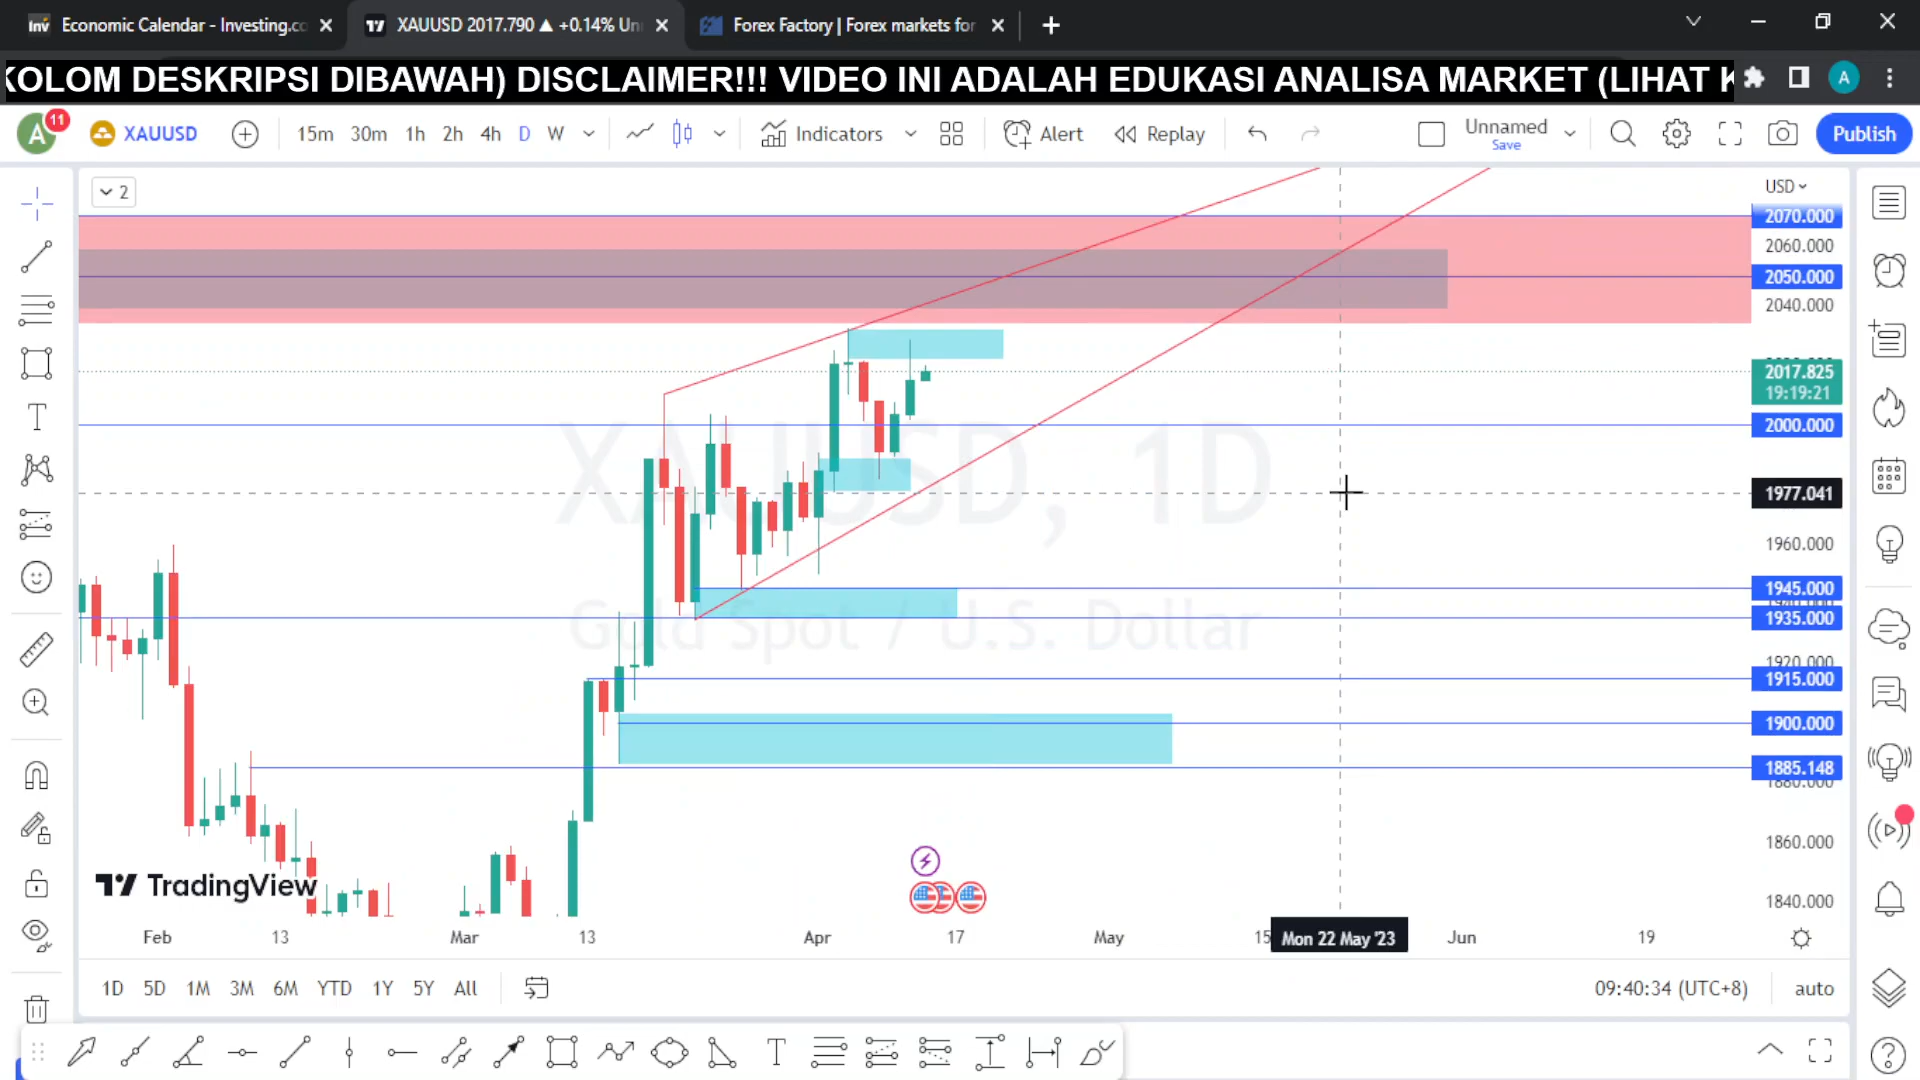 Economic Calendar - Investing.co
XAUUSD 2017.790 ▲ +0.14% Un
Forex Factory | Forex markets for
KOLOM DESKRIPSI DIBAWAH) DISCLAIMER!!! VIDEO INI ADALAH EDUKASI ANALISA MARKET (LIHAT K
A
A 11 XAUUSD 15m 30m 1h 2h 4h D W Indicators Alert Replay Unnamed Save Publish
2
USD
2070.000
2060.000
2050.000
2040.000
2017.825
19:19:21
2000.000
1977.041
1960.000
1945.000
1935.000
1920.000
1915.000
1900.000
1885.148
1880.000
1860.000
1840.000
XAUUSD, 1D
Gold Spot / U.S. Dollar
TradingView
Feb 13 Mar 13 Apr 17 May 15 Mon 22 May '23 Jun 19
1D 5D 1M 3M 6M YTD 1Y 5Y All 09:40:34 (UTC+8) auto